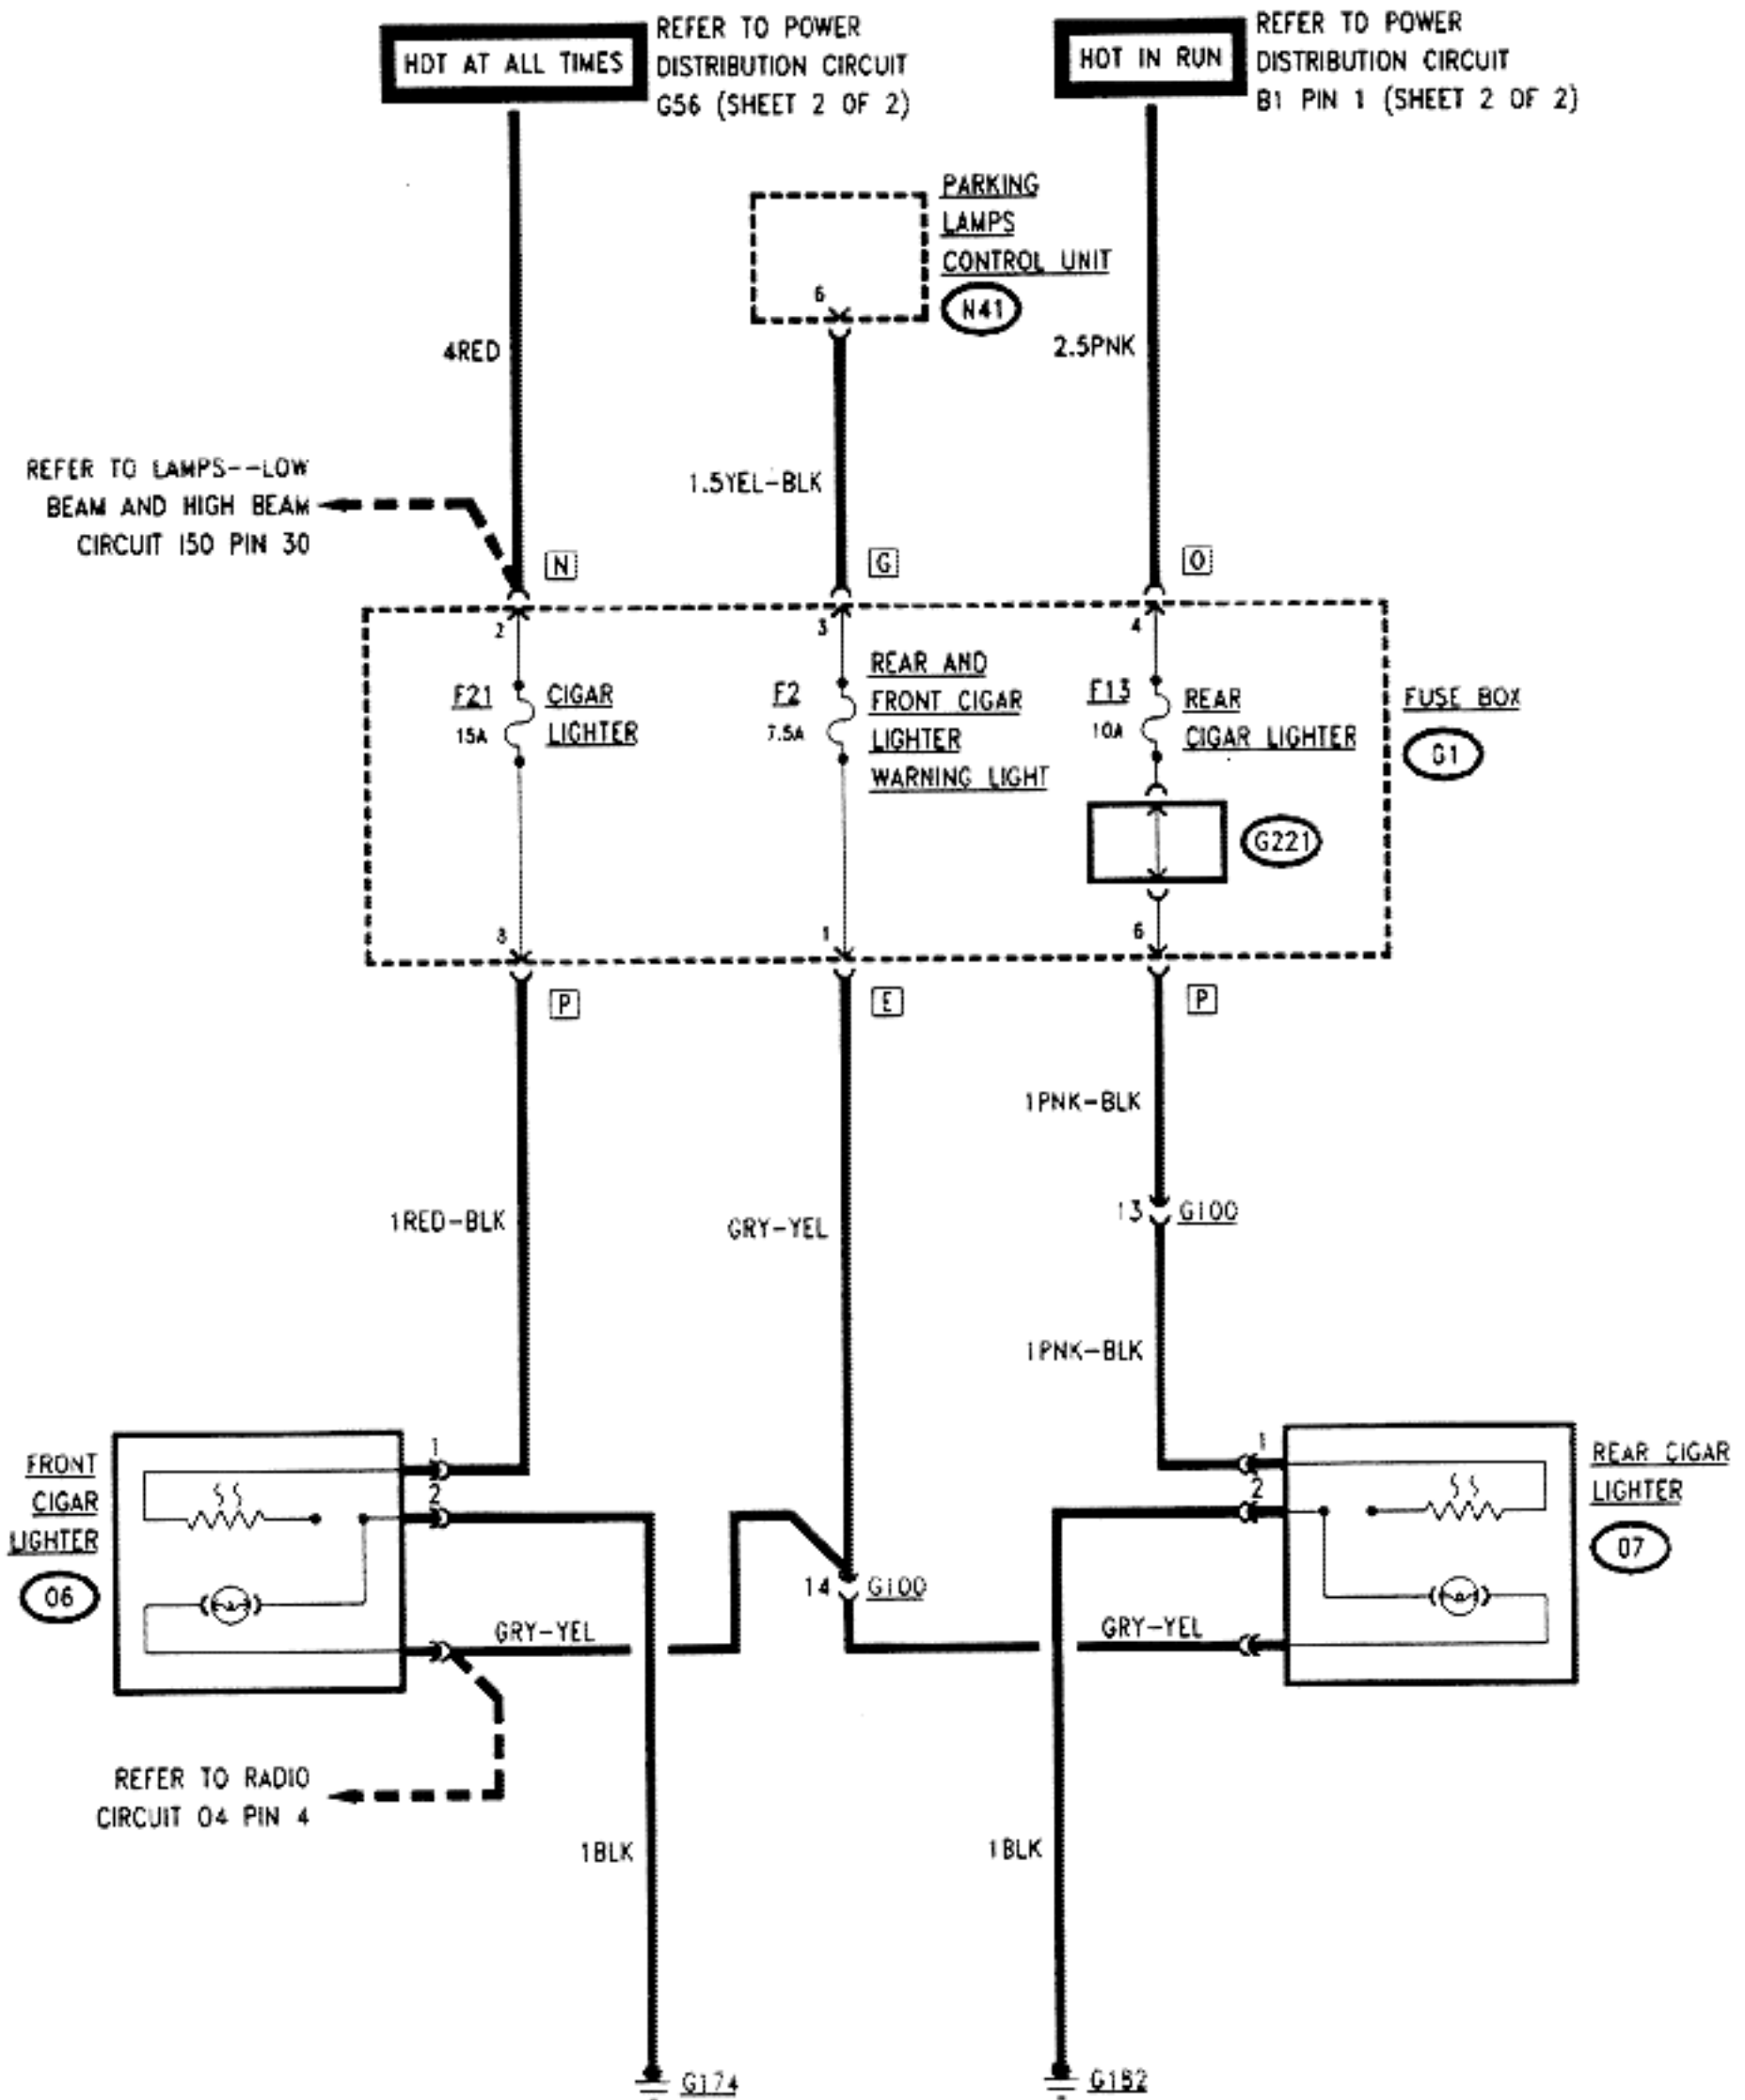 HOT AT ALL TIMES
REFER TO POWER
DISTRIBUTION CIRCUIT
G56 (SHEET 2 OF 2)
HOT IN RUN
REFER TO POWER
DISTRIBUTION CIRCUIT
B1 PIN 1 (SHEET 2 OF 2)
PARKING
LAMPS
CONTROL UNIT
N41
6
4RED
2.5PNK
1.5YEL-BLK
REFER TO LAMPS--LOW
BEAM AND HIGH BEAM
CIRCUIT I50 PIN 30
N
G
O
2
3
4
F21
15A
CIGAR
LIGHTER
F2
7.5A
REAR AND
FRONT CIGAR
LIGHTER
WARNING LIGHT
F13
10A
REAR
CIGAR LIGHTER
FUSE BOX
G1
G221
1
6
P
E
P
1PNK-BLK
1RED-BLK
GRY-YEL
13 G100
1PNK-BLK
FRONT
CIGAR
LIGHTER
06
1
2
1
2
REAR CIGAR
LIGHTER
07
14 G100
GRY-YEL
GRY-YEL
REFER TO RADIO
CIRCUIT 04 PIN 4
1BLK
1BLK
G174